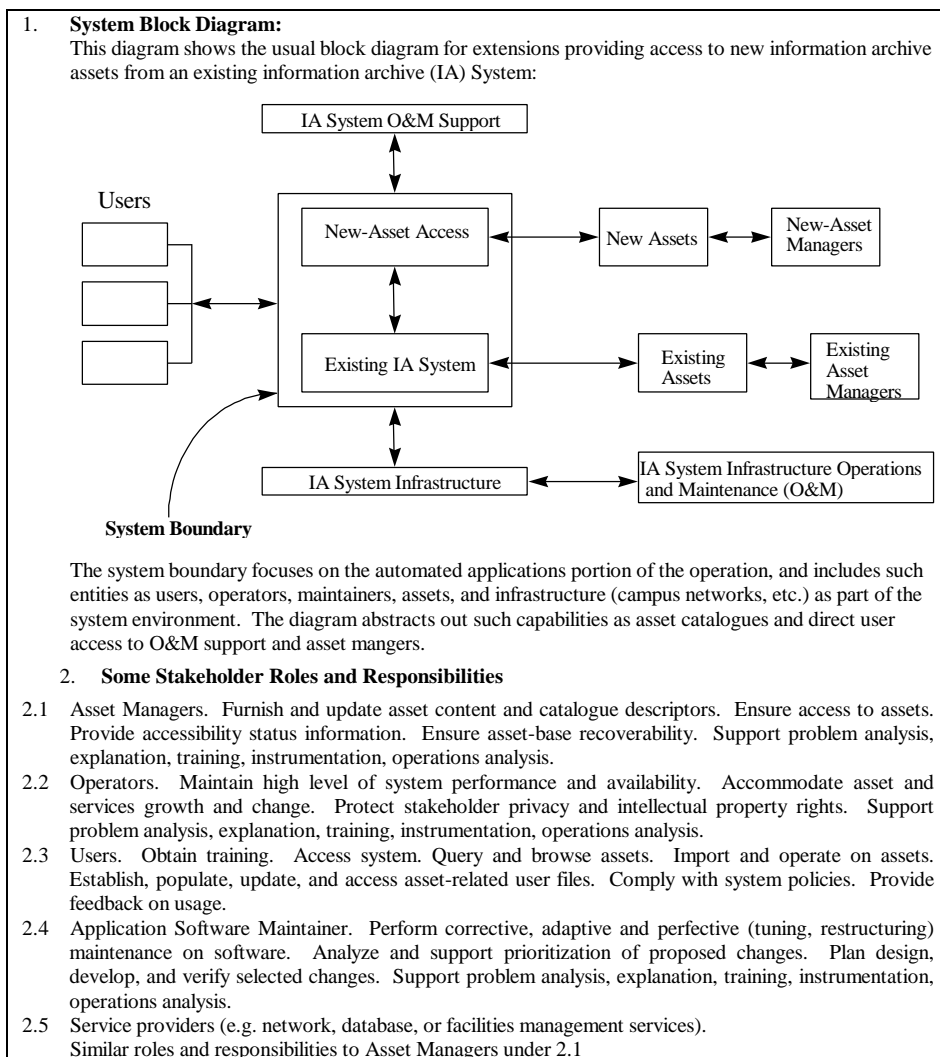 1. System Block Diagram:
This diagram shows the usual block diagram for extensions providing access to new information archive
assets from an existing information archive (IA) System:
IA System O&M Support
Users
New-Asset Access
New Assets
New-Asset
Managers
Existing IA System
Existing
Assets
Existing
Asset
Managers
IA System Infrastructure
IA System Infrastructure Operations
and Maintenance (O&M)
System Boundary
The system boundary focuses on the automated applications portion of the operation, and includes such
entities as users, operators, maintainers, assets, and infrastructure (campus networks, etc.) as part of the
system environment. The diagram abstracts out such capabilities as asset catalogues and direct user
access to O&M support and asset mangers.
2. Some Stakeholder Roles and Responsibilities
2.1 Asset Managers. Furnish and update asset content and catalogue descriptors. Ensure access to assets.
Provide accessibility status information. Ensure asset-base recoverability. Support problem analysis,
explanation, training, instrumentation, operations analysis.
2.2 Operators. Maintain high level of system performance and availability. Accommodate asset and
services growth and change. Protect stakeholder privacy and intellectual property rights. Support
problem analysis, explanation, training, instrumentation, operations analysis.
2.3 Users. Obtain training. Access system. Query and browse assets. Import and operate on assets.
Establish, populate, update, and access asset-related user files. Comply with system policies. Provide
feedback on usage.
2.4 Application Software Maintainer. Perform corrective, adaptive and perfective (tuning, restructuring)
maintenance on software. Analyze and support prioritization of proposed changes. Plan design,
develop, and verify selected changes. Support problem analysis, explanation, training, instrumentation,
operations analysis.
2.5 Service providers (e.g. network, database, or facilities management services).
Similar roles and responsibilities to Asset Managers under 2.1